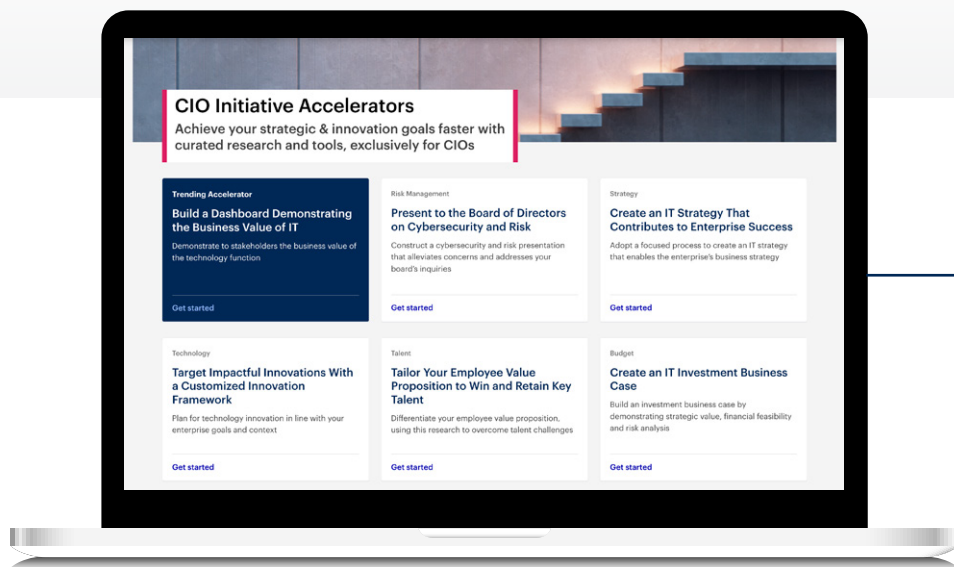 CIO Initiative Accelerators
Achieve your strategic & innovation goals faster with
curated research and tools, exclusively for CIOs
Trending Accelerator
Build a Dashboard Demonstrating
the Business Value of IT
Demonstrate to stakeholders the business value of
the technology function
Get started
Risk Management
Present to the Board of Directors
on Cybersecurity and Risk
Construct a cybersecurity and risk presentation
that alleviates concerns and addresses your
board's inquiries
Get started
Strategy
Create an IT Strategy That
Contributes to Enterprise Success
Adopt a focused process to create an IT strategy
that enables the enterprise's business strategy
Get started
Technology
Target Impactful Innovations With
a Customized Innovation
Framework
Plan for technology innovation in line with your
enterprise goals and context
Get started
Talent
Tailor Your Employee Value
Proposition to Win and Retain Key
Talent
Differentiate your employee value proposition,
using this research to overcome talent challenges
Get started
Budget
Create an IT Investment Business
Case
Build an investment business case by
demonstrating strategic value, financial feasibility
and risk analysis
Get started